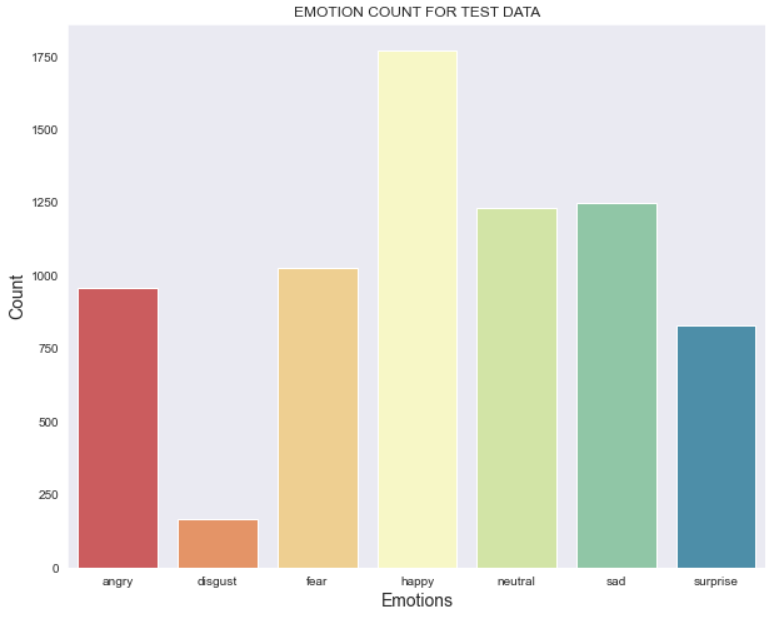 EMOTION COUNT FOR TEST DATA
1750
1500
1250
1000
750
500
250
0
Count
angry disgust fear happy neutral sad surprise
Emotions